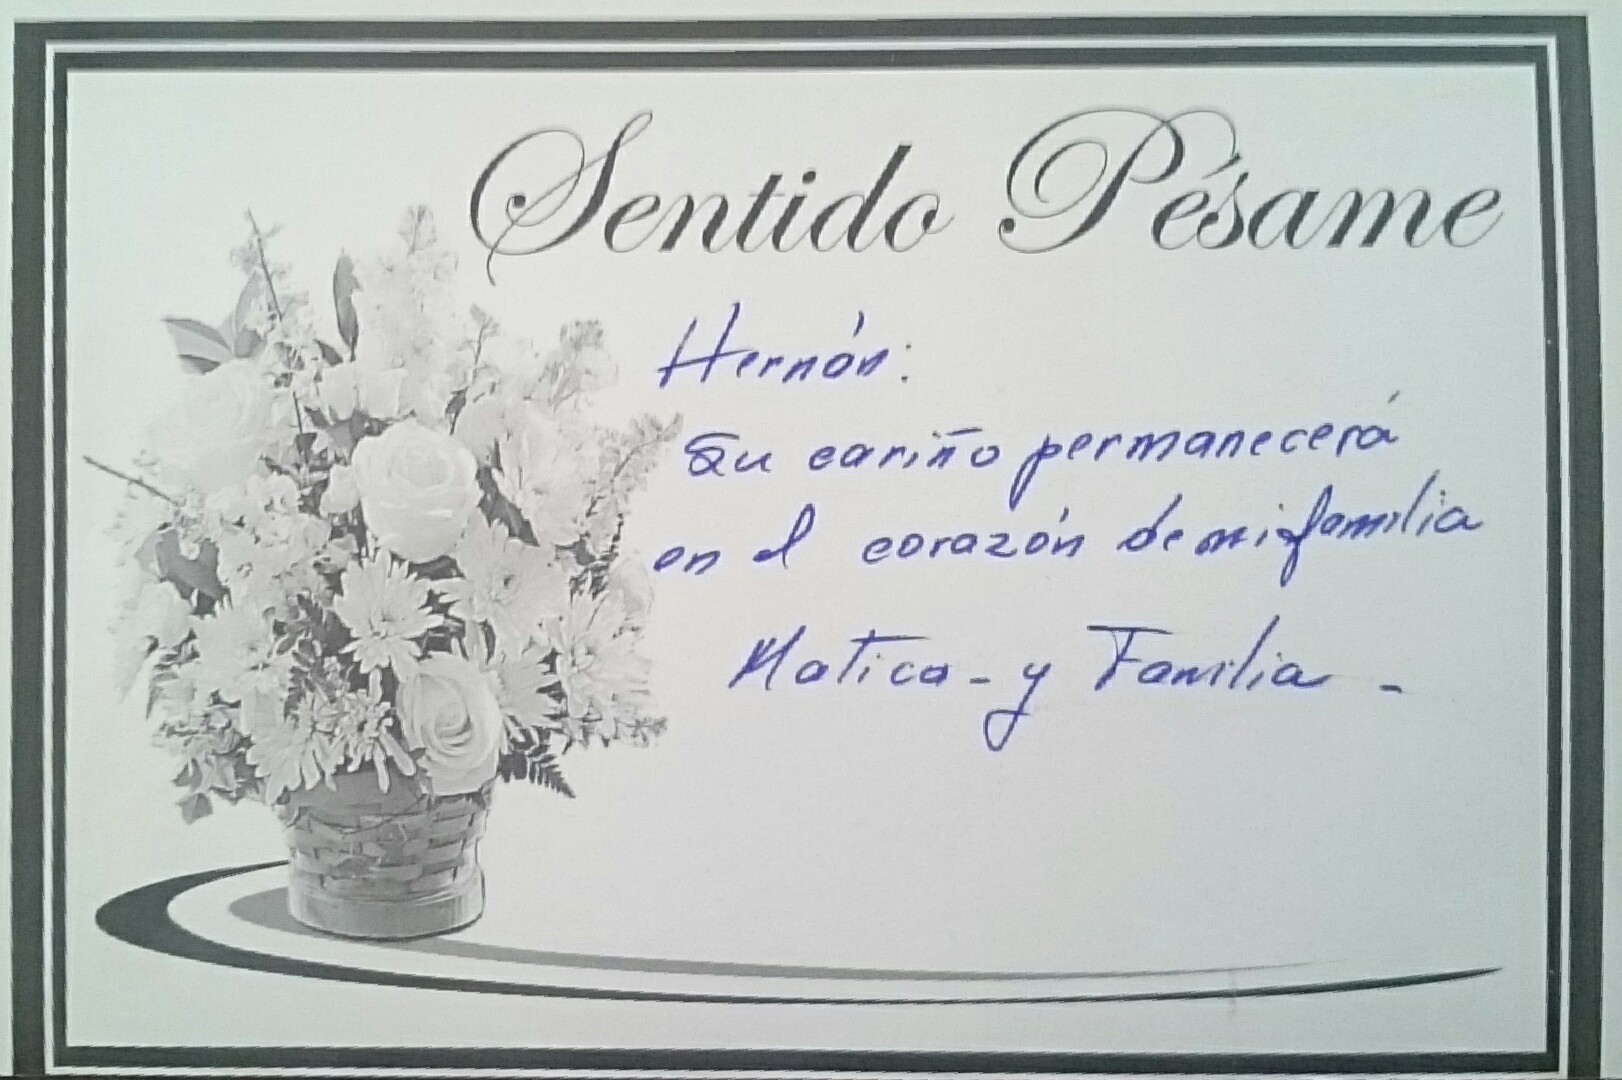 Sentido Pésame
Hernán:
Su cariño permanecerá
en el corazón de mi familia
Matica - y Familia -